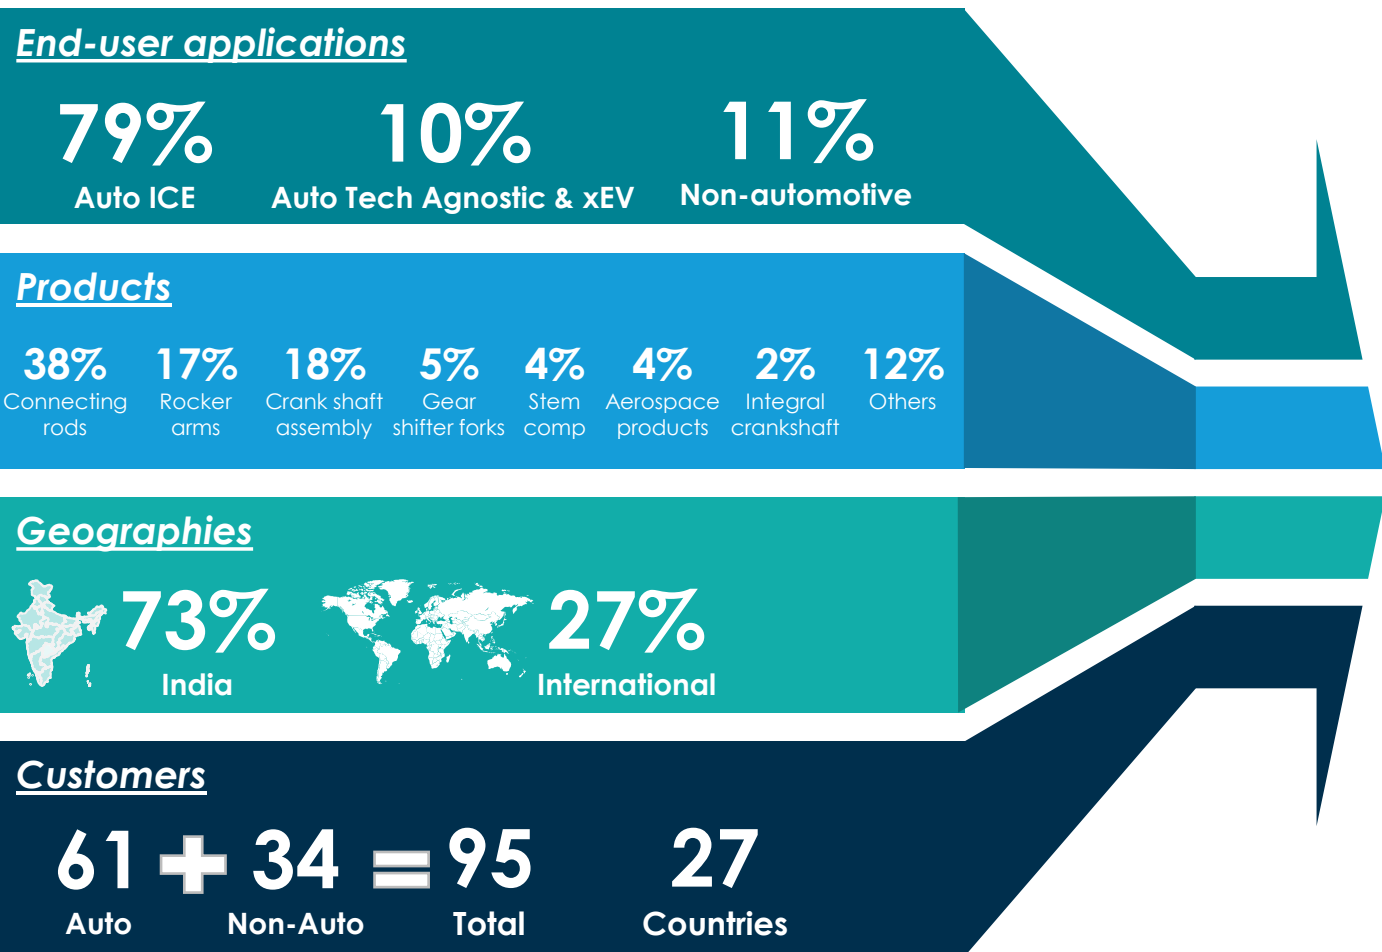 End-user applications
79% 10% 11%
Auto ICE Auto Tech Agnostic & xEV Non-automotive
Products
38% 17% 18% 5% 4% 4% 2% 12%
Connecting Rocker Crank shaft Gear Stem Aerospace Integral Others
rods arms assembly shifter forks comp products crankshaft
Geographies
73% 27%
India International
Customers
61 + 34 = 95 27
Auto Non-Auto Total Countries